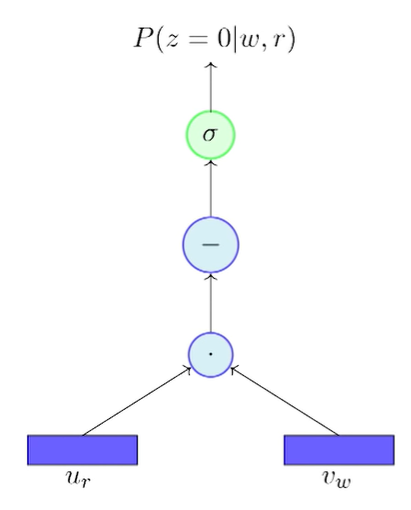 P(z = 0|w, r)
σ
−
·
u_r
v_w